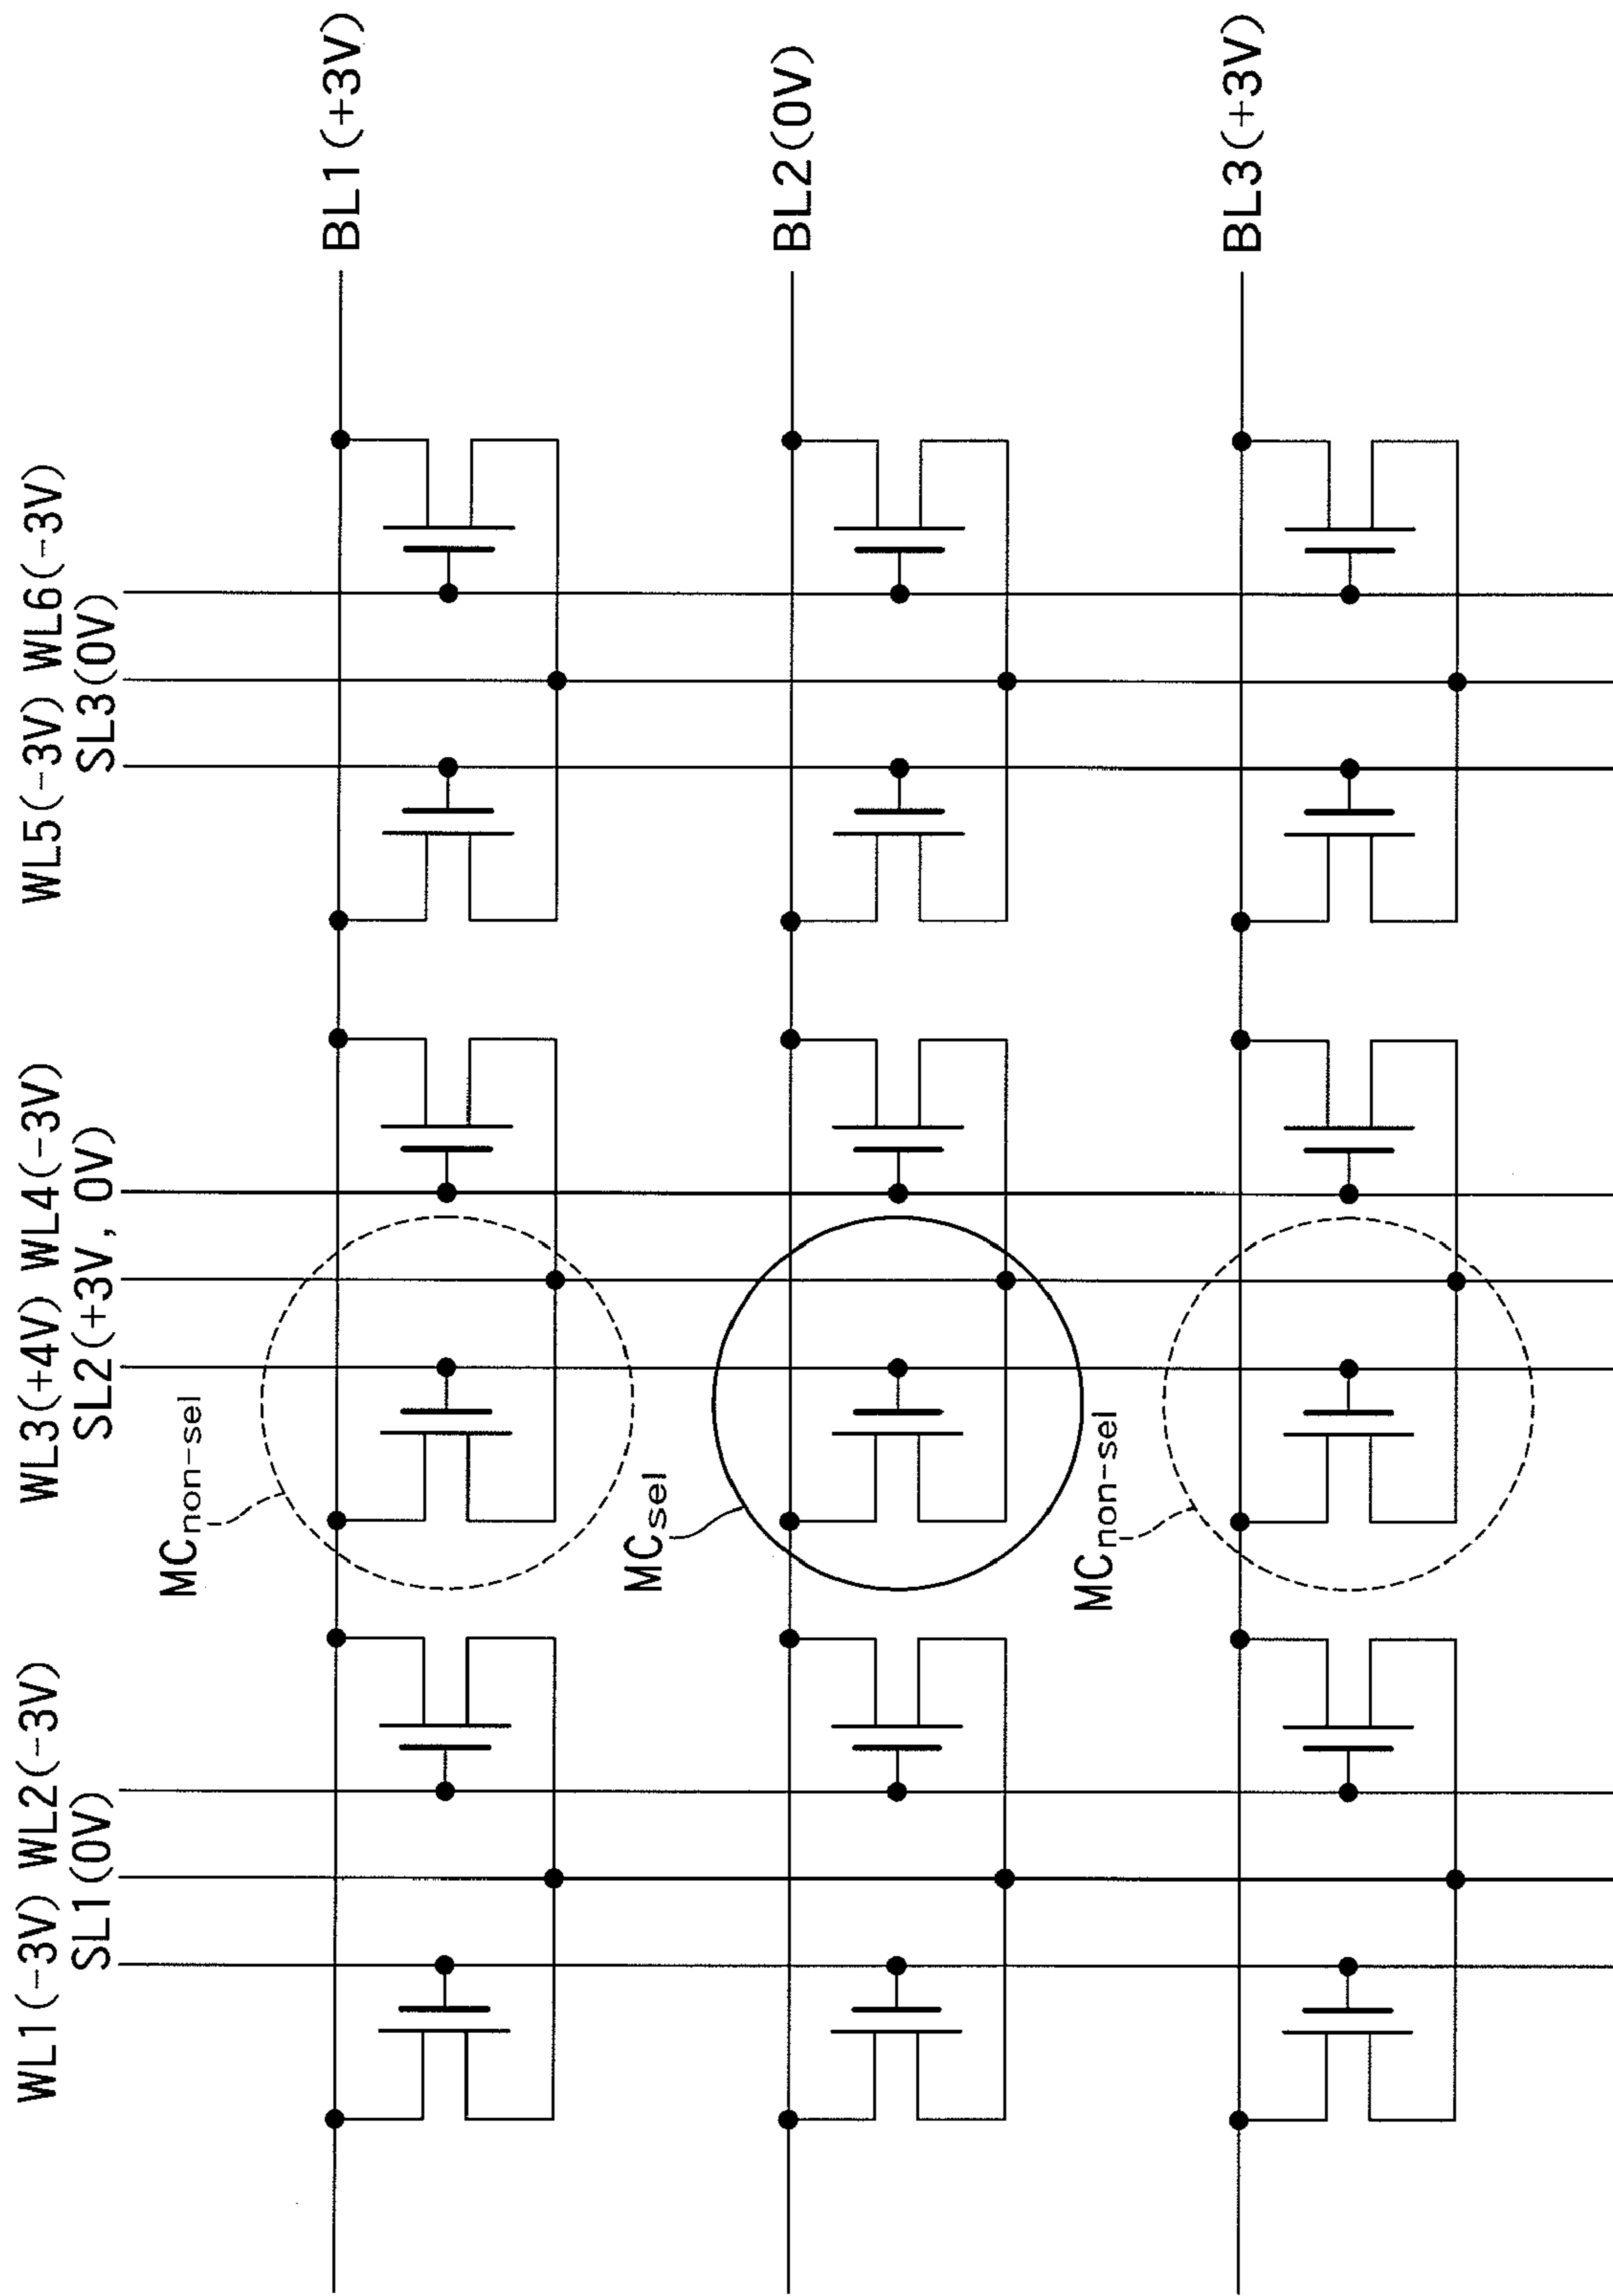 WL1(-3V) WL2(-3V)
SL1(0V)
WL3(+4V) WL4(-3V)
SL2(+3V, 0V)
WL5(-3V) WL6(-3V)
SL3(0V)
MCnon-sel
BL1(+3V)
MCsel
BL2(0V)
MCnon-sel
BL3(+3V)